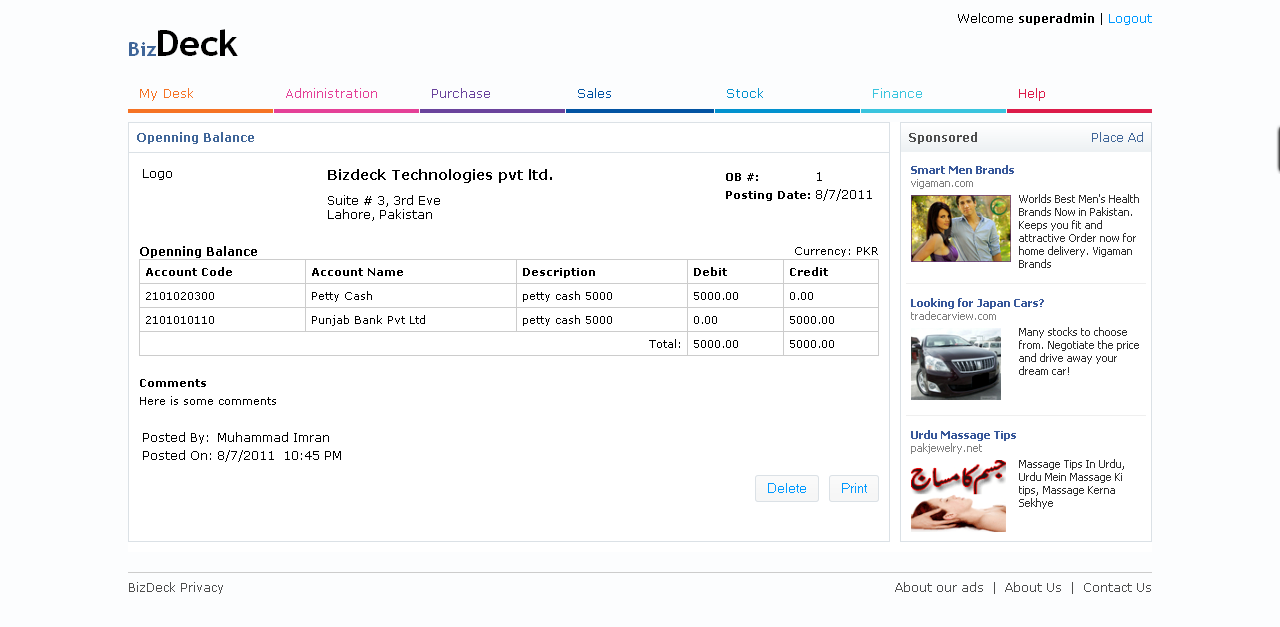 Welcome superadmin | Logout
BizDeck
My Desk Administration Purchase Sales Stock Finance Help
Openning Balance
Logo
Bizdeck Technologies pvt ltd.
Suite # 3, 3rd Eve
Lahore, Pakistan
OB #: 1
Posting Date: 8/7/2011
Openning Balance Currency: PKR
Account Code Account Name Description Debit Credit
2101020300 Petty Cash petty cash 5000 5000.00 0.00
2101010110 Punjab Bank Pvt Ltd petty cash 5000 0.00 5000.00
Total: 5000.00 5000.00
Comments
Here is some comments
Posted By: Muhammad Imran
Posted On: 8/7/2011 10:45 PM
Delete Print
Sponsored Place Ad
Smart Men Brands
vigaman.com
Worlds Best Men's Health
Brands Now in Pakistan.
Keeps you fit and
attractive Order now for
home delivery. Vigaman
Brands
Looking for Japan Cars?
tradecarview.com
Many stocks to choose
from. Negotiate the price
and drive away your
dream car!
Urdu Massage Tips
pakjewelry.net
جسم کا مساج
Massage Tips In Urdu,
Urdu Mein Massage Ki
tips, Massage Kerna
Sekhye
BizDeck Privacy About our ads | About Us | Contact Us